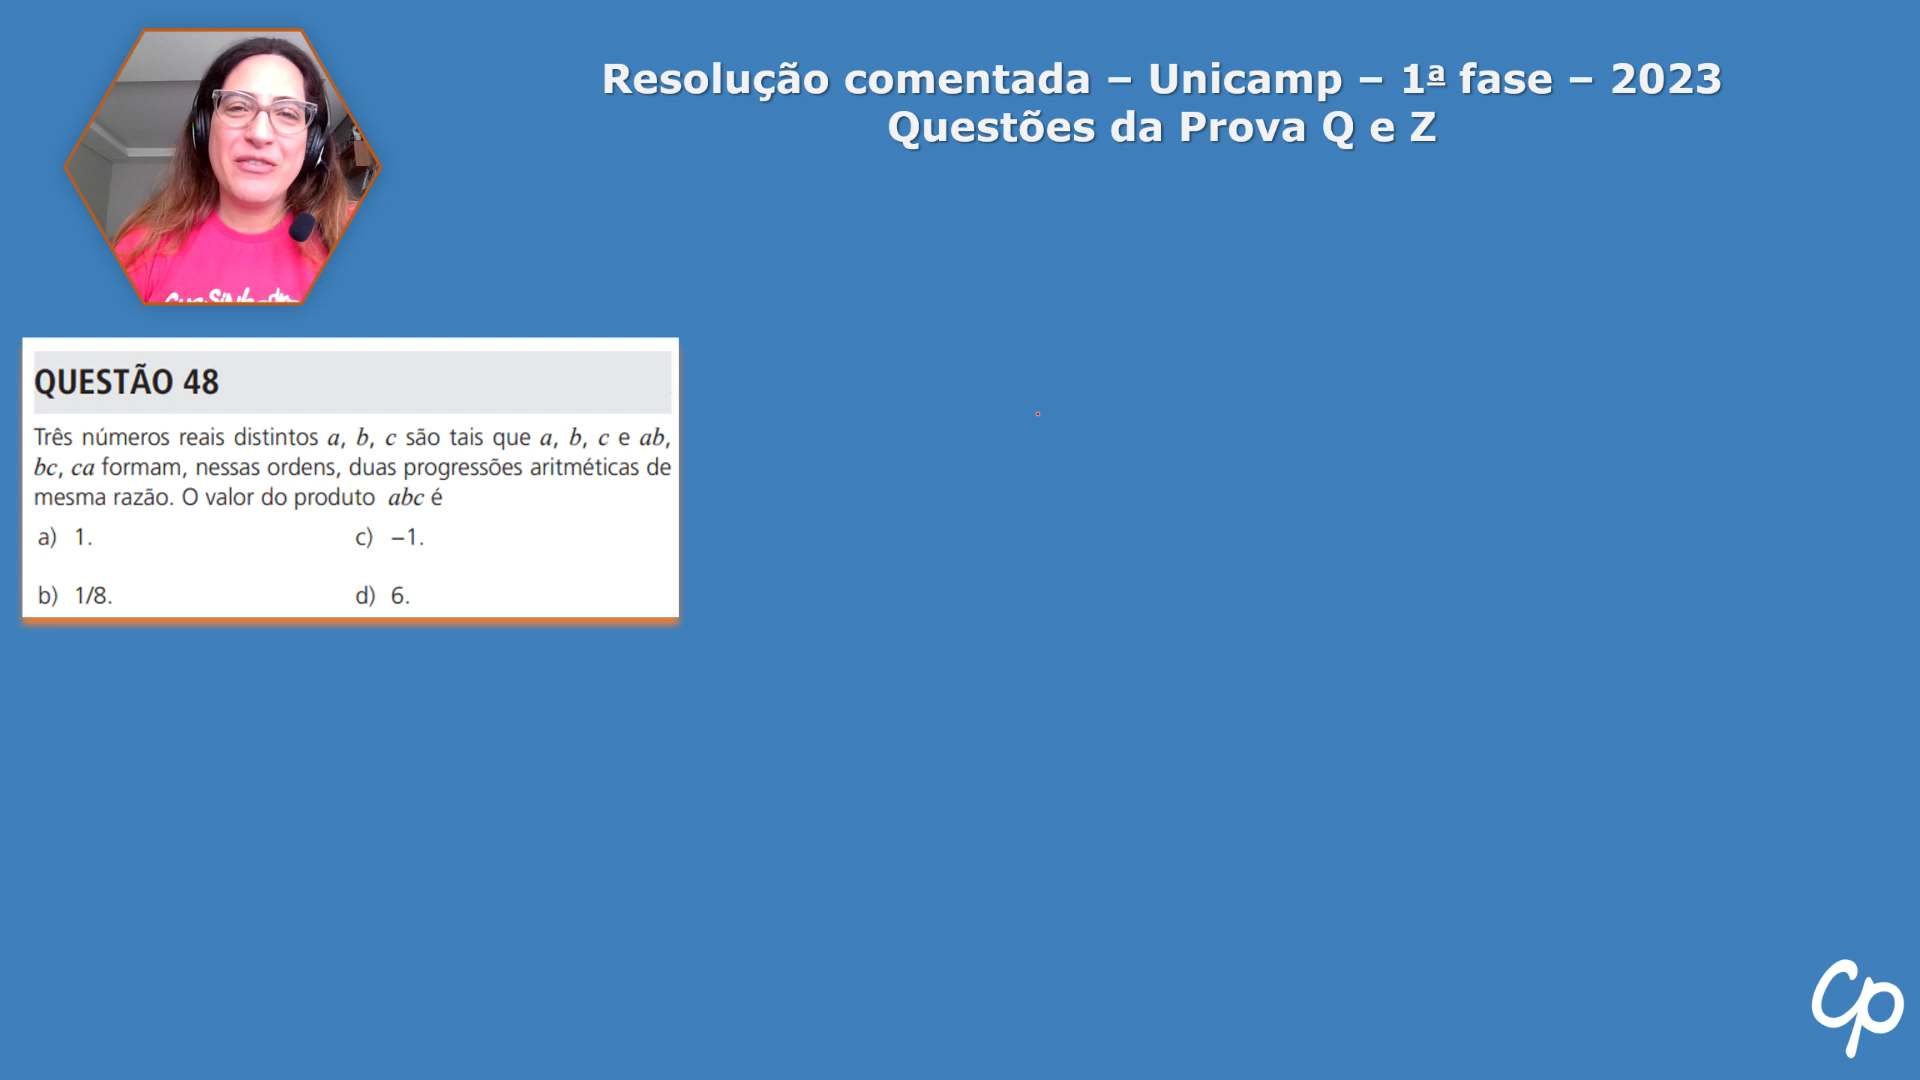 Resolução comentada – Unicamp – 1ª fase – 2023
Questões da Prova Q e Z
QUESTÃO 48
Três números reais distintos a, b, c são tais que a, b, c e ab,
bc, ca formam, nessas ordens, duas progressões aritméticas de
mesma razão. O valor do produto abc é
a) 1.
c) –1.
b) 1/8.
d) 6.
Cp